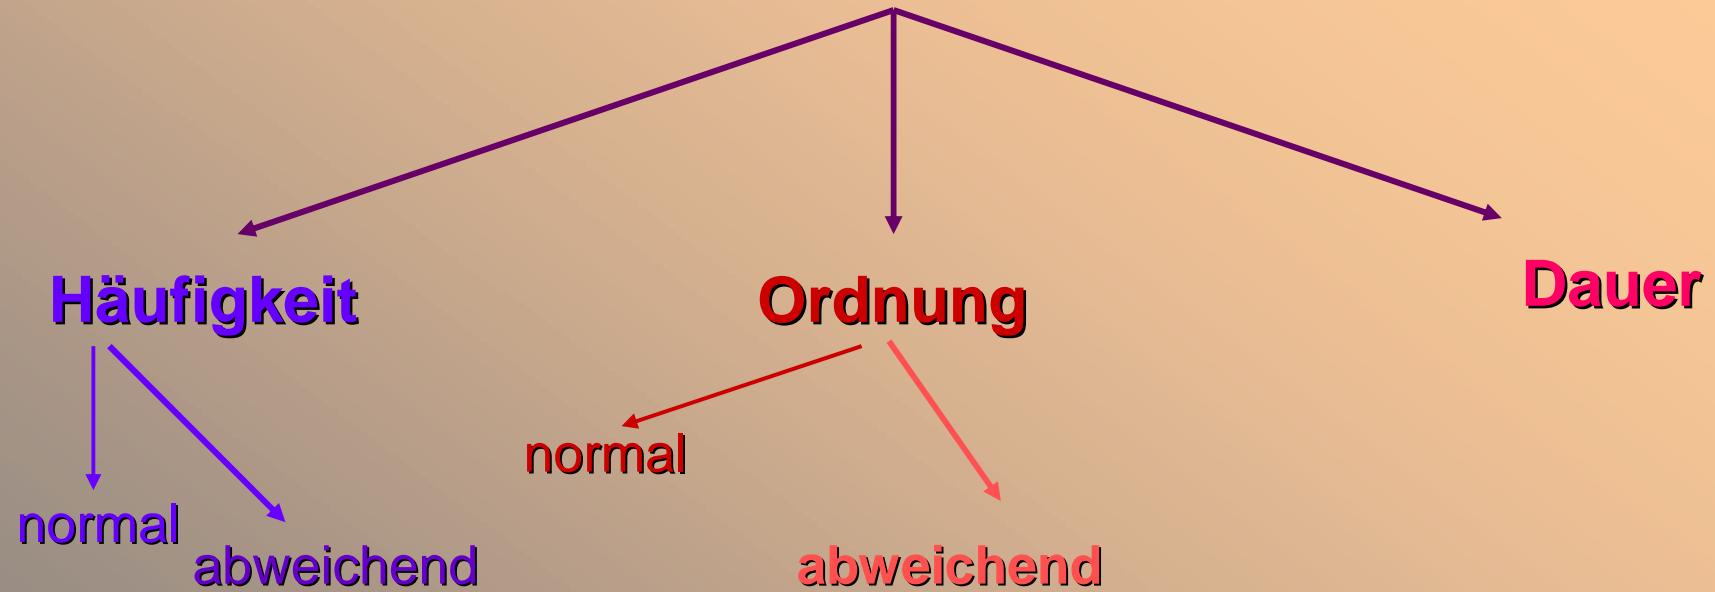 Häufigkeit
Ordnung
Dauer
normal
normal
abweichend
abweichend